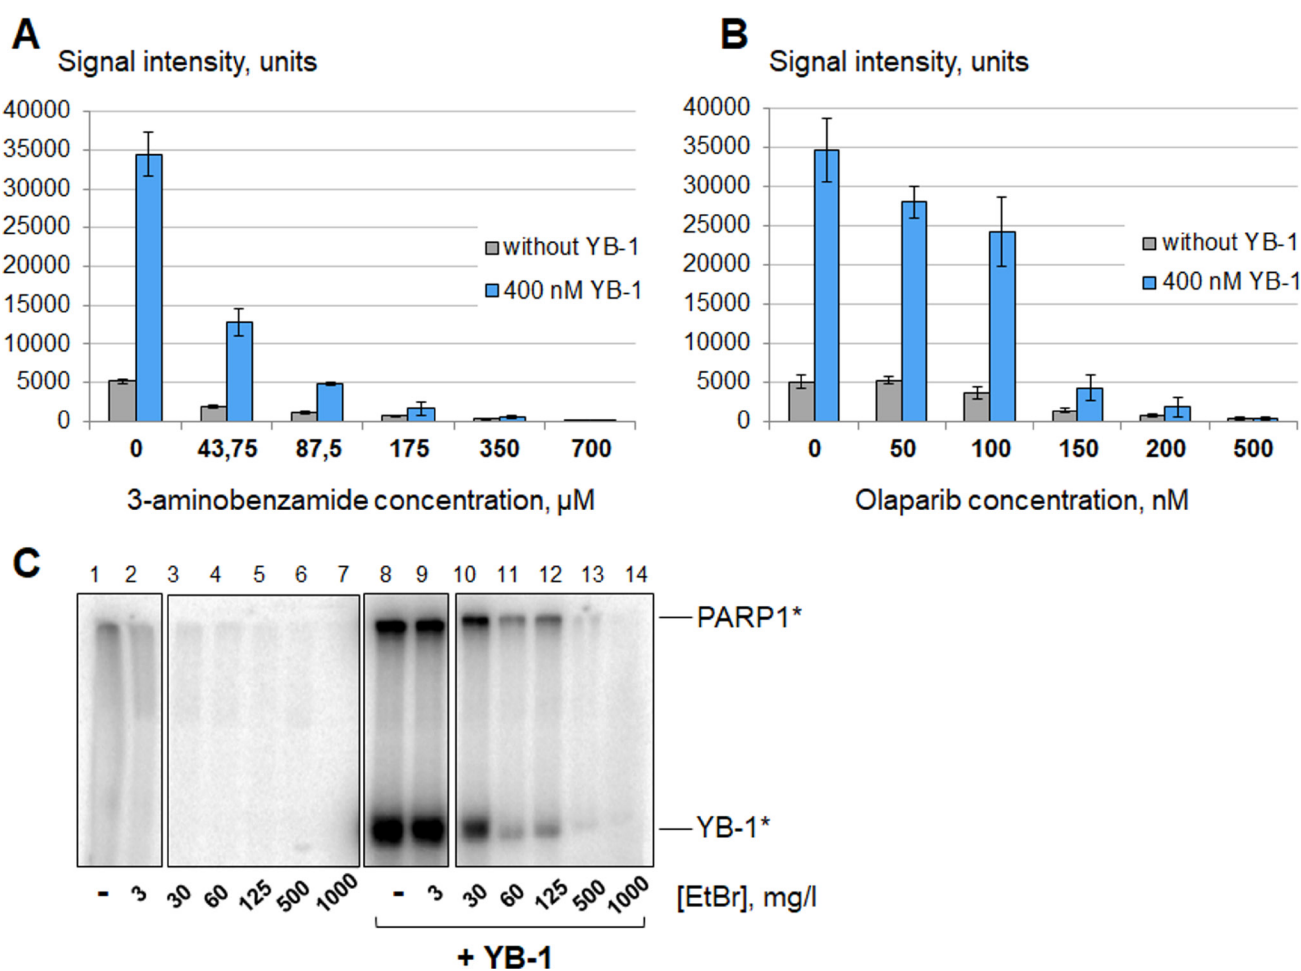 A
Signal intensity, units
40000
35000
30000
25000
20000
15000
10000
5000
0
without YB-1
400 nM YB-1
0 43,75 87,5 175 350 700
3-aminobenzamide concentration, µM
B
Signal intensity, units
40000
35000
30000
25000
20000
15000
10000
5000
0
without YB-1
400 nM YB-1
0 50 100 150 200 500
Olaparib concentration, nM
C
1 2 3 4 5 6 7 8 9 10 11 12 13 14
PARP1*
YB-1*
- 3 30 60 125 500 1000 - 3 30 60 125 500 1000 [EtBr], mg/l
+ YB-1